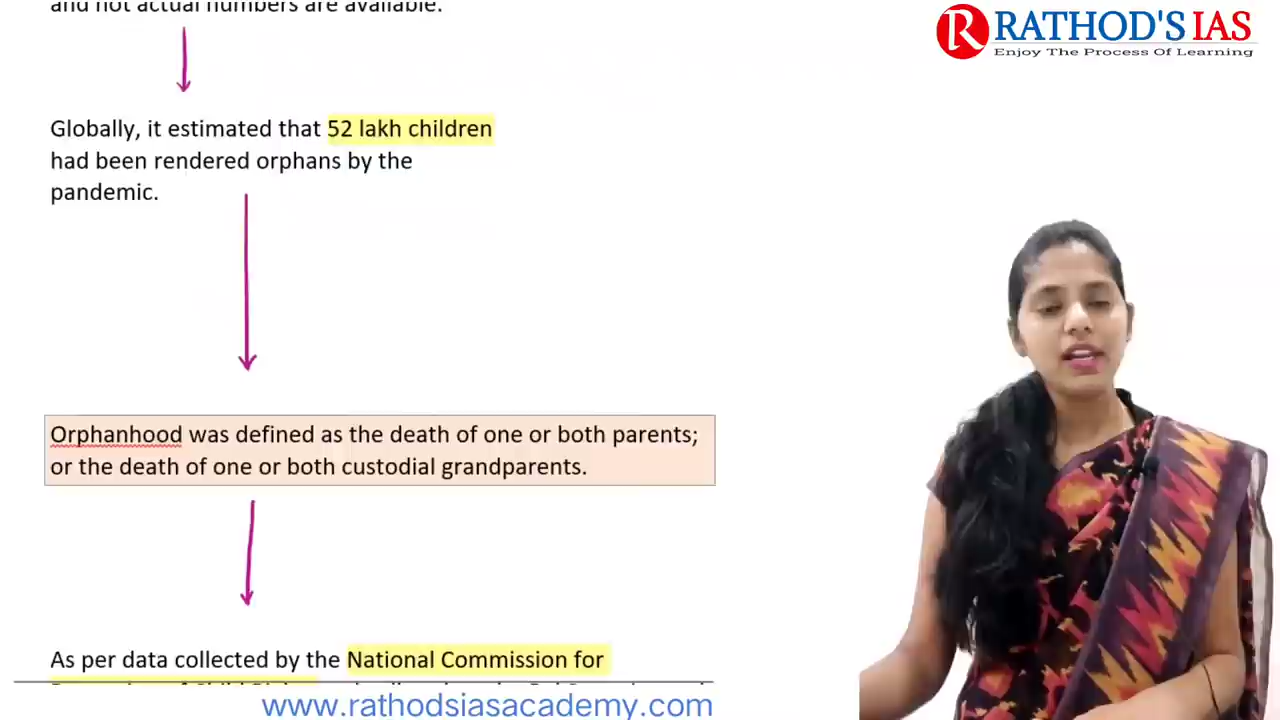 and not actual numbers are available.
RATHOD'S IAS
Enjoy The Process Of Learning
Globally, it estimated that 52 lakh children
had been rendered orphans by the
pandemic.
Orphanhood was defined as the death of one or both parents;
or the death of one or both custodial grandparents.
As per data collected by the National Commission for
www.rathodsiasacademy.com